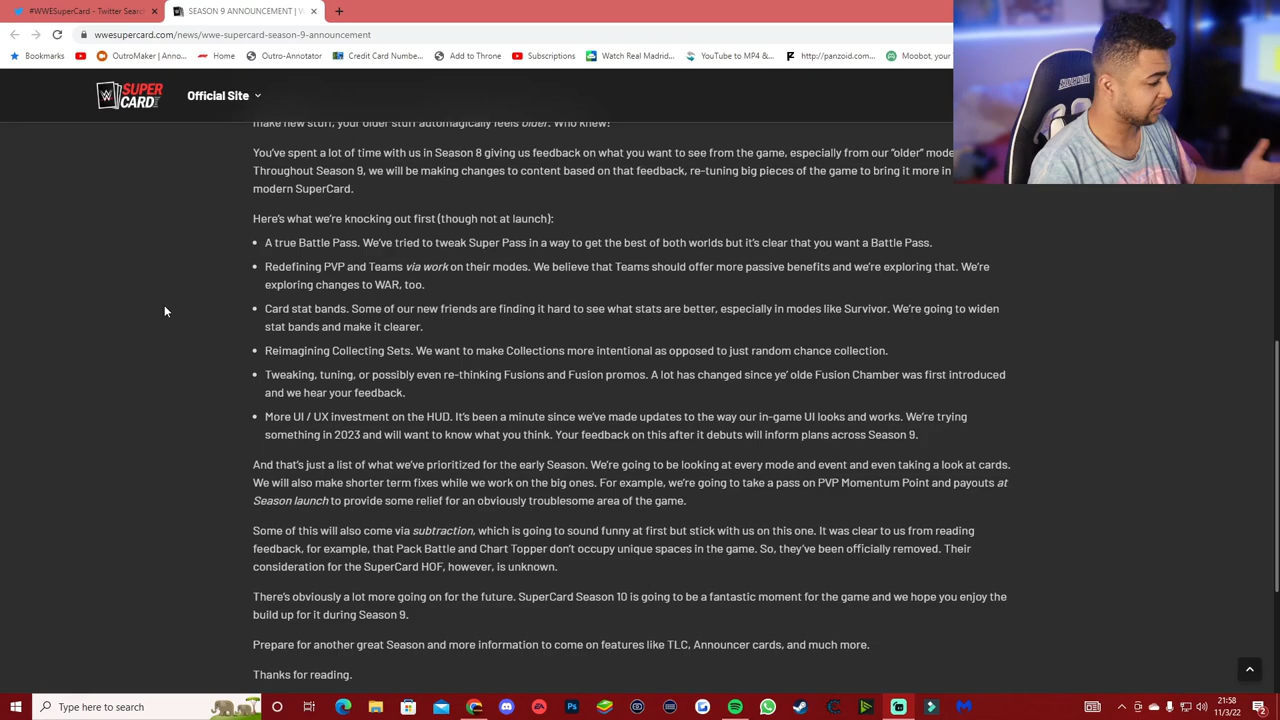 #WWESuperCard - Twitter Sear
SEASON 9 ANNOUNCEMENT | W
wwesupercard.com/news/wwe-supercard-season-9-announcement
Bookmarks
OutroMaker | Anno...
Home
Outro-Annotator
Credit Card Numbe...
Add to Throne
Subscriptions
Watch Real Madrid...
YouTube to MP4 &...
http://panzoid.com...
Moobot, your
SUPER CARD
Official Site
make new stuff, your older stuff automagically feels older. Who knew!
You've spent a lot of time with us in Season 8 giving us feedback on what you want to see from the game, especially from our "older" mode
Throughout Season 9, we will be making changes to content based on that feedback, re-tuning big pieces of the game to bring it more in
modern SuperCard.
Here's what we're knocking out first (though not at launch):
• A true Battle Pass. We've tried to tweak Super Pass in a way to get the best of both worlds but it's clear that you want a Battle Pass.
• Redefining PVP and Teams via work on their modes. We believe that Teams should offer more passive benefits and we're exploring that. We're
exploring changes to WAR, too.
• Card stat bands. Some of our new friends are finding it hard to see what stats are better, especially in modes like Survivor. We're going to widen
stat bands and make it clearer.
• Reimagining Collecting Sets. We want to make Collections more intentional as opposed to just random chance collection.
• Tweaking, tuning, or possibly even re-thinking Fusions and Fusion promos. A lot has changed since ye' olde Fusion Chamber was first introduced
and we hear your feedback.
• More UI / UX investment on the HUD. It's been a minute since we've made updates to the way our in-game UI looks and works. We're trying
something in 2023 and will want to know what you think. Your feedback on this after it debuts will inform plans across Season 9.
And that's just a list of what we've prioritized for the early Season. We're going to be looking at every mode and event and even taking a look at cards.
We will also make shorter term fixes while we work on the big ones. For example, we're going to take a pass on PVP Momentum Point and payouts at
Season launch to provide some relief for an obviously troublesome area of the game.
Some of this will also come via subtraction, which is going to sound funny at first but stick with us on this one. It was clear to us from reading
feedback, for example, that Pack Battle and Chart Topper don't occupy unique spaces in the game. So, they've been officially removed. Their
consideration for the SuperCard HOF, however, is unknown.
There's obviously a lot more going on for the future. SuperCard Season 10 is going to be a fantastic moment for the game and we hope you enjoy the
build up for it during Season 9.
Prepare for another great Season and more information to come on features like TLC, Announcer cards, and much more.
Thanks for reading.
Type here to search
21:58
11/3/22